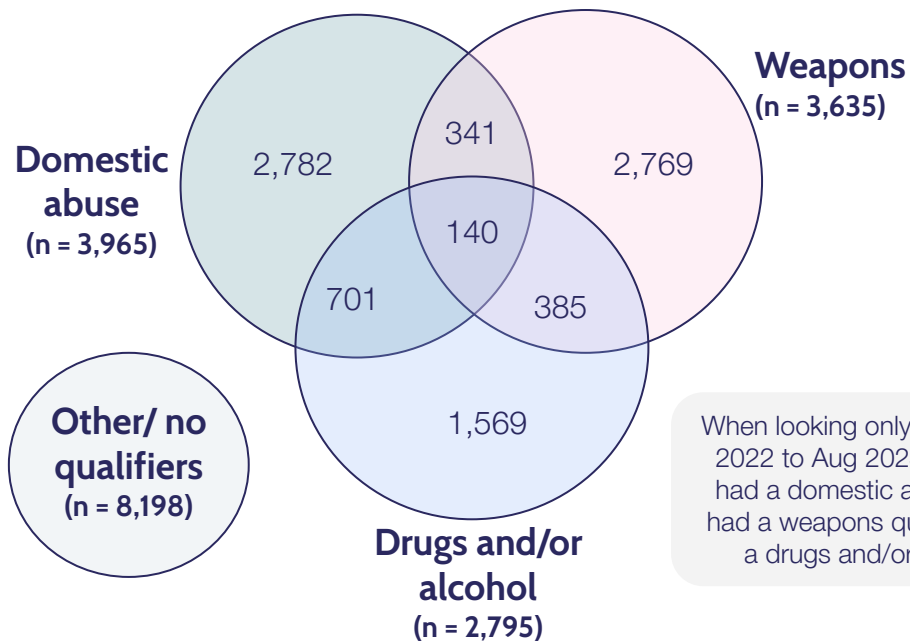 Weapons
(n = 3,635)
341
2,782
2,769
Domestic
abuse
(n = 3,965)
140
701
385
Other/ no
qualifiers
(n = 8,198)
1,569
When looking only
2022 to Aug 202
had a domestic a
had a weapons qu
a drugs and/or
Drugs and/or
alcohol
(n = 2,795)